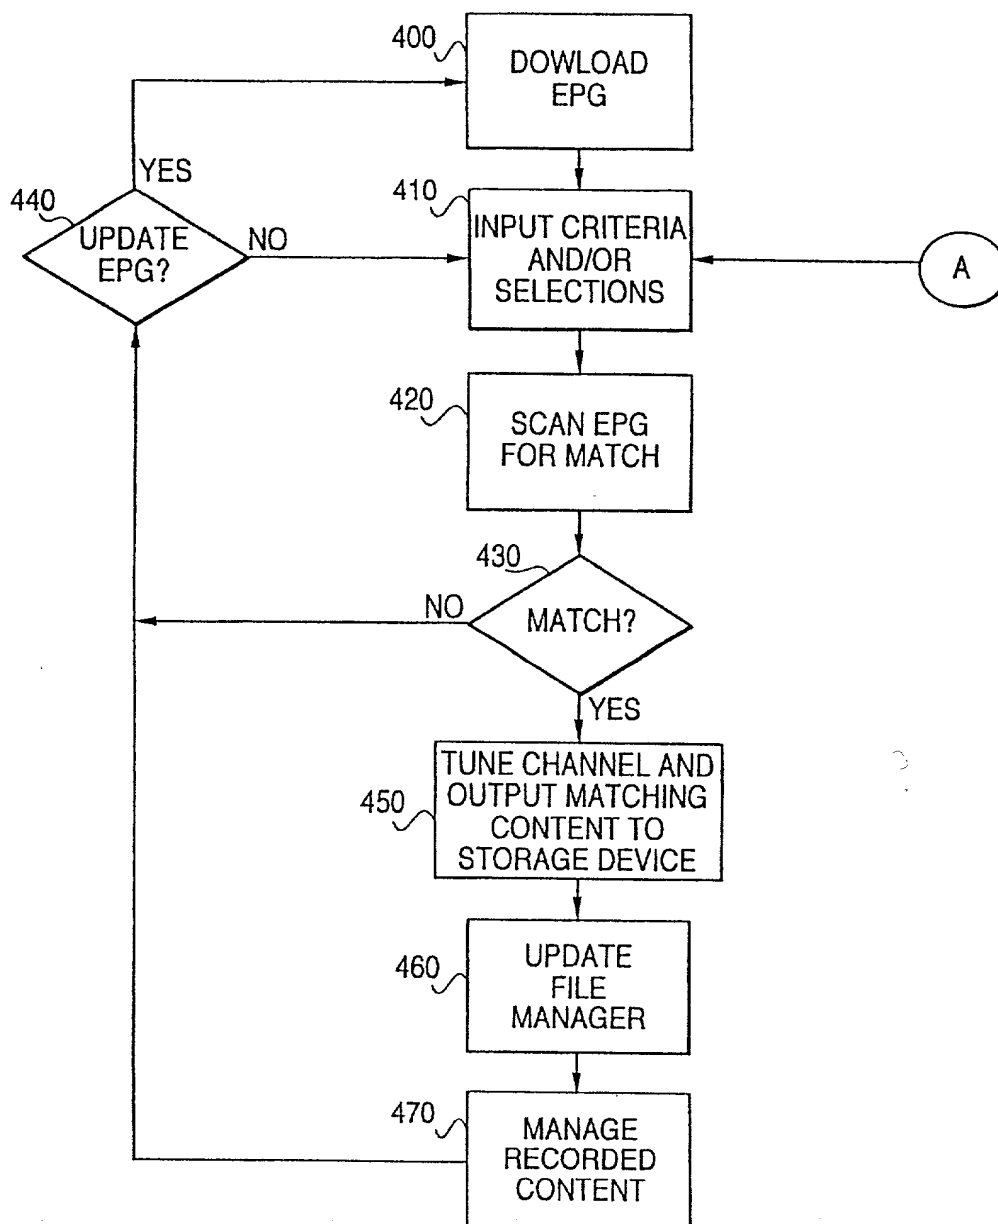 400
DOWLOAD
EPG
YES
440
UPDATE
EPG?
NO
410
INPUT CRITERIA
AND/OR
SELECTIONS
A
420
SCAN EPG
FOR MATCH
430
NO
MATCH?
YES
450
TUNE CHANNEL AND
OUTPUT MATCHING
CONTENT TO
STORAGE DEVICE
460
UPDATE
FILE
MANAGER
470
MANAGE
RECORDED
CONTENT